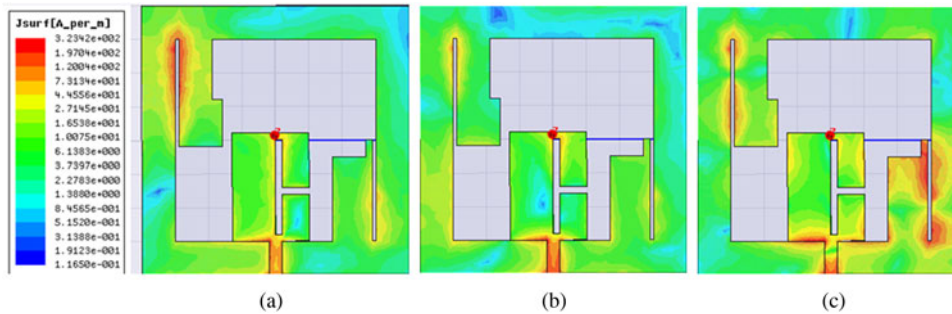 Jsurf[A_per_m]
3.2342e+002
1.9704e+002
1.2004e+002
7.3134e+001
4.4556e+001
2.7145e+001
1.6538e+001
1.0075e+001
6.1383e+000
3.7397e+000
2.2783e+000
1.3880e+000
8.4565e-001
5.1520e-001
3.1388e-001
1.9123e-001
1.1650e-001
(a)
(b)
(c)